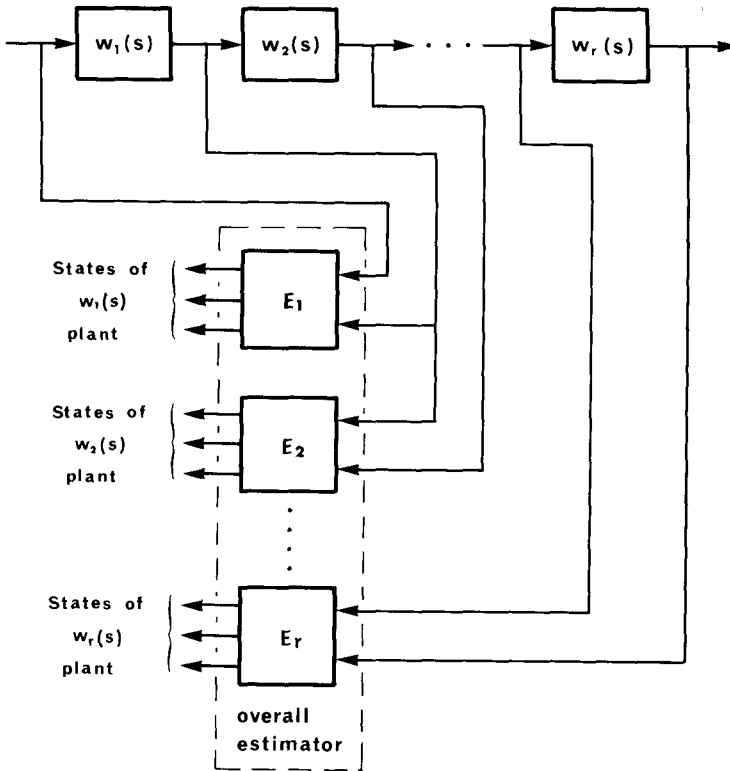 w₁(s)
w₂(s)
. . .
wᵣ(s)
States of
w₁(s)
plant
E₁
States of
w₂(s)
plant
E₂
States of
wᵣ(s)
plant
Eᵣ
overall
estimator